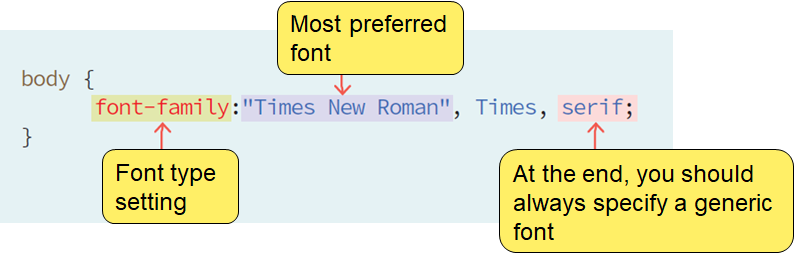 Most preferred
font
body {
font-family:"Times New Roman", Times, serif;
}
Font type
setting
At the end, you should
always specify a generic
font